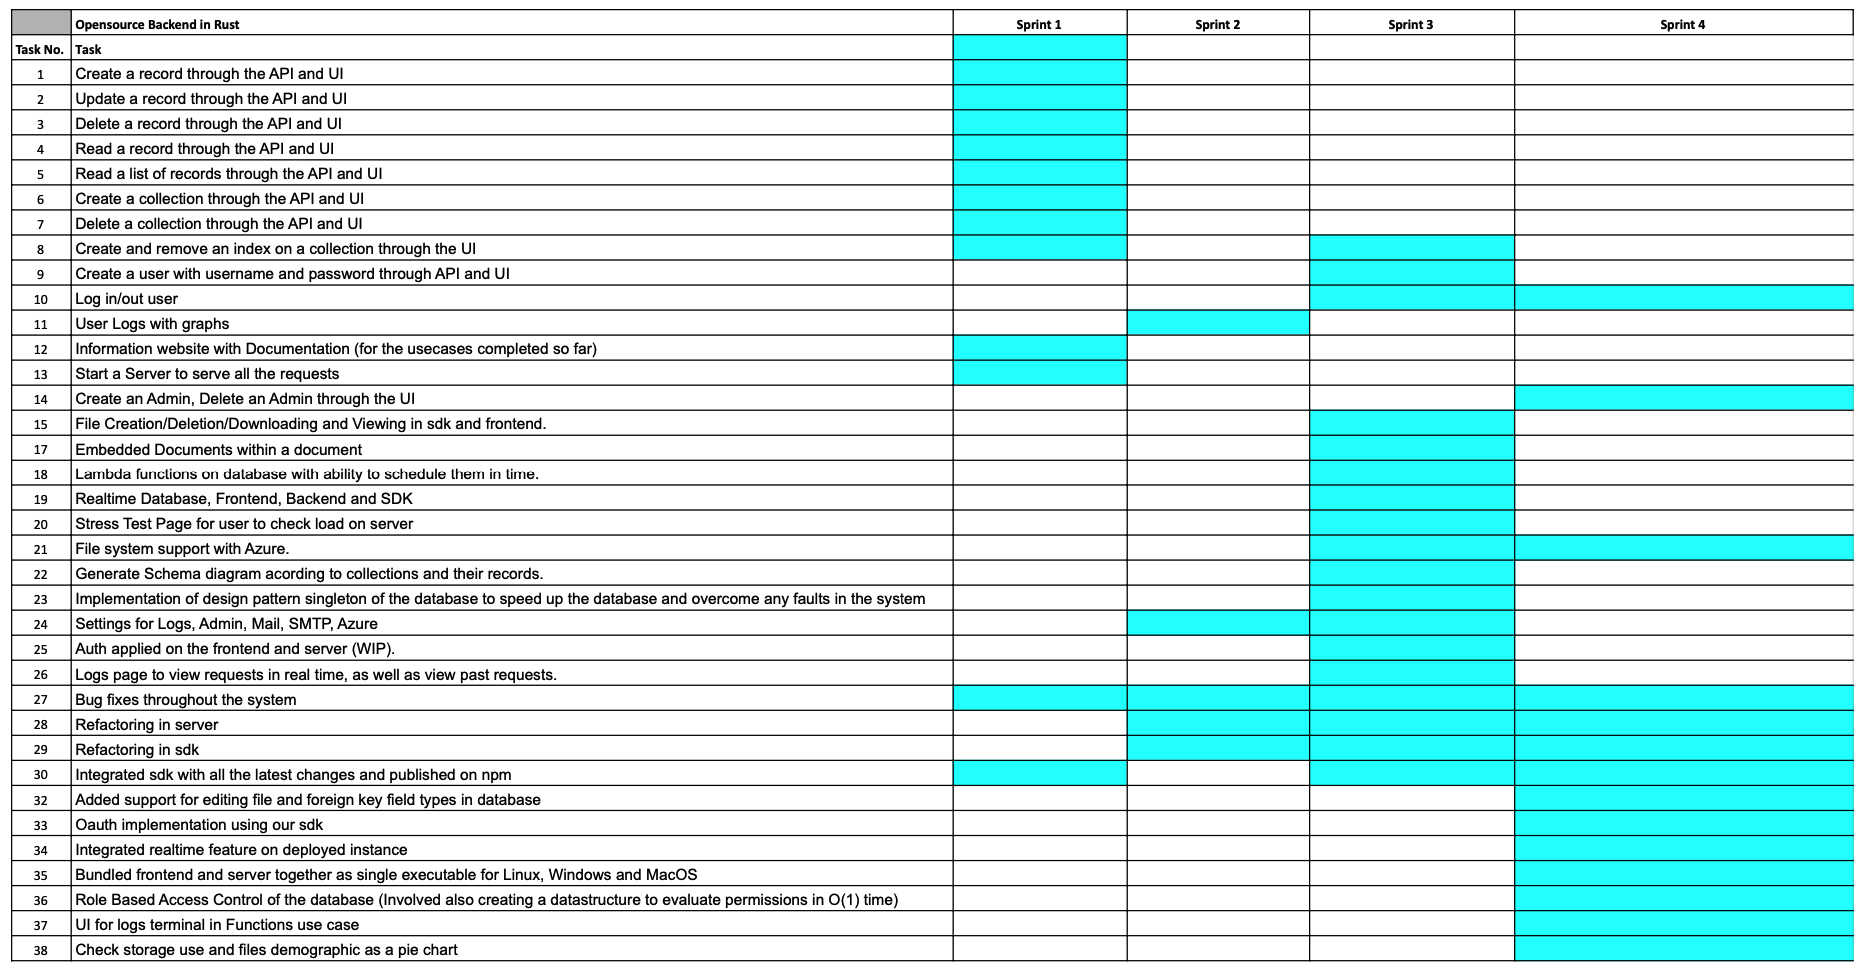 Opensource Backend in Rust Sprint 1 Sprint 2 Sprint 3 Sprint 4
Task No. Task
1 Create a record through the API and UI
2 Update a record through the API and UI
3 Delete a record through the API and UI
4 Read a record through the API and UI
5 Read a list of records through the API and UI
6 Create a collection through the API and UI
7 Delete a collection through the API and UI
8 Create and remove an index on a collection through the UI
9 Create a user with username and password through API and UI
10 Log in/out user
11 User Logs with graphs
12 Information website with Documentation (for the usecases completed so far)
13 Start a Server to serve all the requests
14 Create an Admin, Delete an Admin through the UI
15 File Creation/Deletion/Downloading and Viewing in sdk and frontend.
17 Embedded Documents within a document
18 Lambda functions on database with ability to schedule them in time.
19 Realtime Database, Frontend, Backend and SDK
20 Stress Test Page for user to check load on server
21 File system support with Azure.
22 Generate Schema diagram acording to collections and their records.
23 Implementation of design pattern singleton of the database to speed up the database and overcome any faults in the system
24 Settings for Logs, Admin, Mail, SMTP, Azure
25 Auth applied on the frontend and server (WIP).
26 Logs page to view requests in real time, as well as view past requests.
27 Bug fixes throughout the system
28 Refactoring in server
29 Refactoring in sdk
30 Integrated sdk with all the latest changes and published on npm
32 Added support for editing file and foreign key field types in database
33 Oauth implementation using our sdk
34 Integrated realtime feature on deployed instance
35 Bundled frontend and server together as single executable for Linux, Windows and MacOS
36 Role Based Access Control of the database (Involved also creating a datastructure to evaluate permissions in O(1) time)
37 UI for logs terminal in Functions use case
38 Check storage use and files demographic as a pie chart